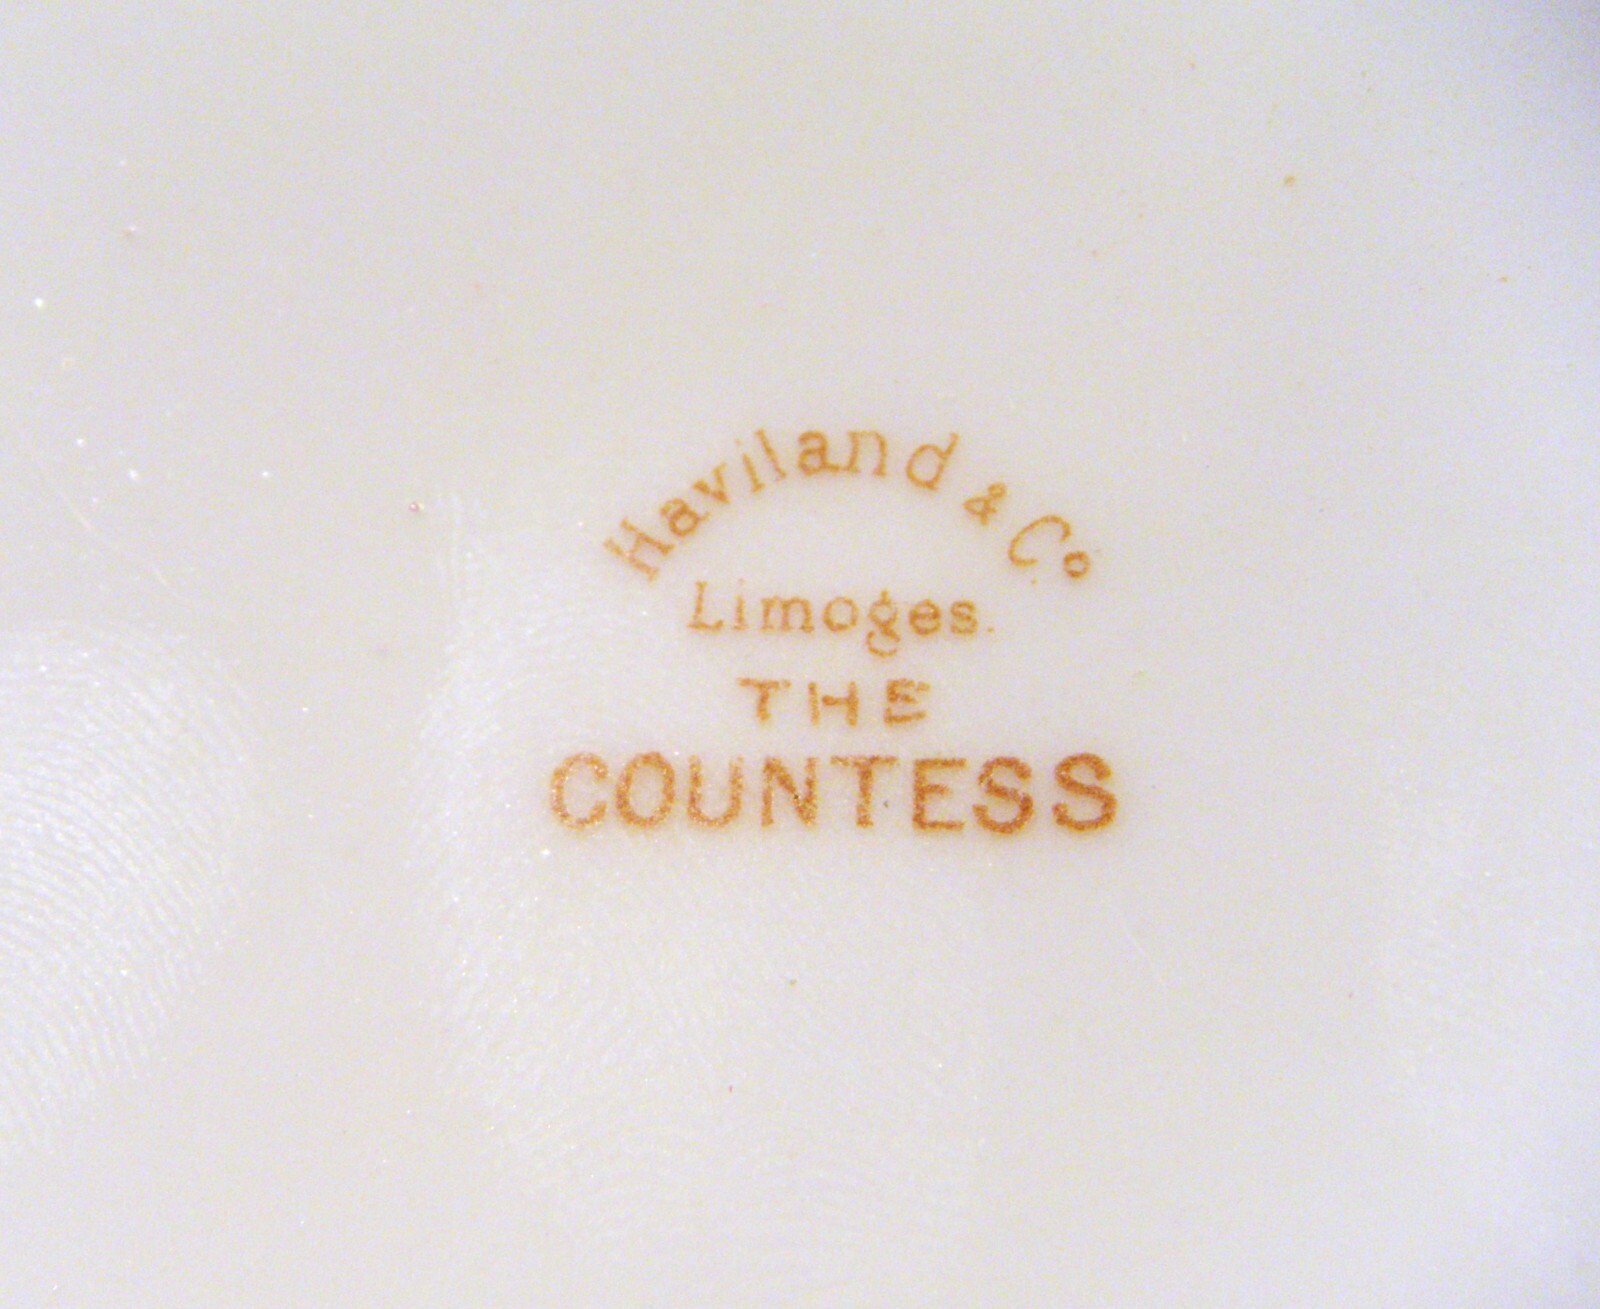 Haviland & Co
Limoges.
THE
COUNTESS